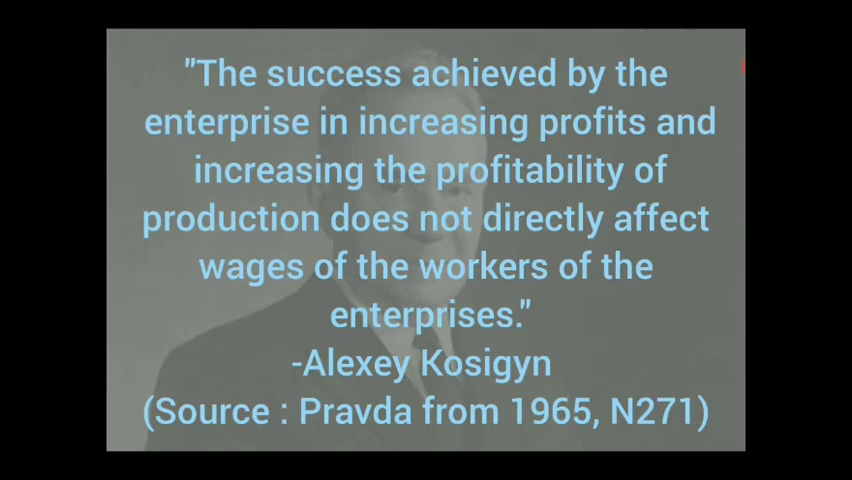 "The success achieved by the
enterprise in increasing profits and
increasing the profitability of
production does not directly affect
wages of the workers of the
enterprises."
-Alexey Kosigyn
(Source : Pravda from 1965, N271)